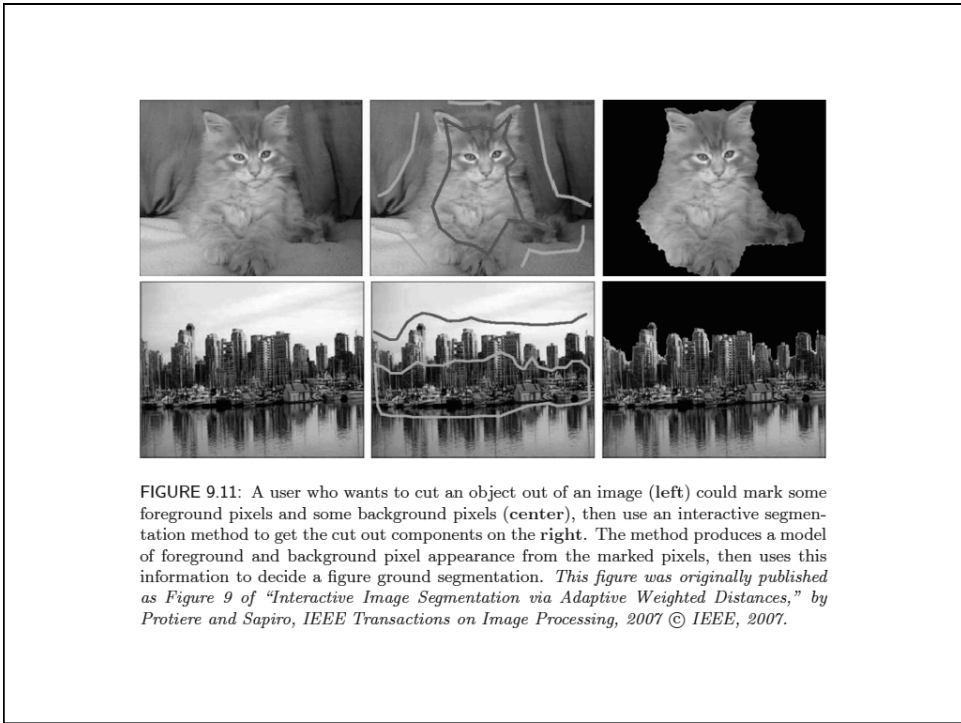 FIGURE 9.11: A user who wants to cut an object out of an image (left) could mark some
foreground pixels and some background pixels (center), then use an interactive segmen-
tation method to get the cut out components on the right. The method produces a model
of foreground and background pixel appearance from the marked pixels, then uses this
information to decide a figure ground segmentation. This figure was originally published
as Figure 9 of “Interactive Image Segmentation via Adaptive Weighted Distances,” by
Protiere and Sapiro, IEEE Transactions on Image Processing, 2007 © IEEE, 2007.